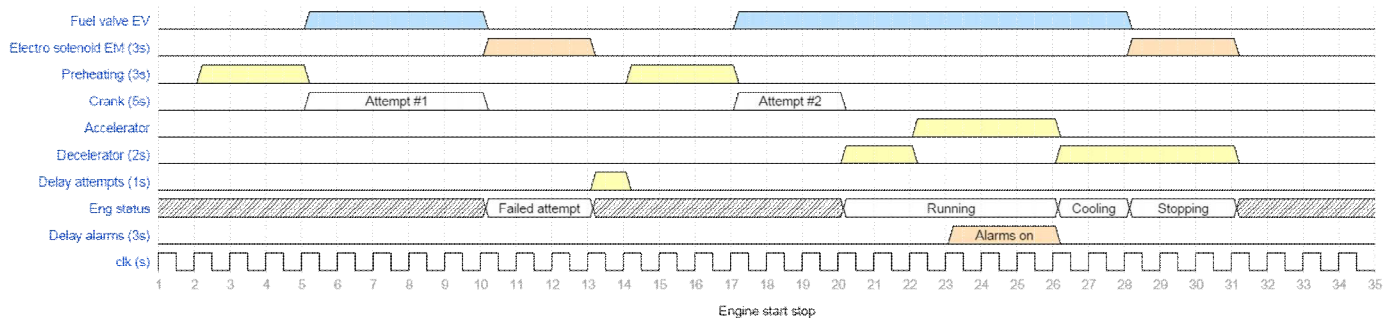 Fuel valve EV
Electro solenoid EM (3s)
Preheating (3s)
Crank (5s) Attempt #1 Attempt #2
Accelerator
Decelerator (2s)
Delay attempts (1s)
Eng status Failed attempt Running Cooling Stopping
Delay alarms (3s) Alarms on
clk (s)
1 2 3 4 5 6 7 8 9 10 11 12 13 14 15 16 17 18 19 20 21 22 23 24 25 26 27 28 29 30 31 32 33 34 35
Engine start stop